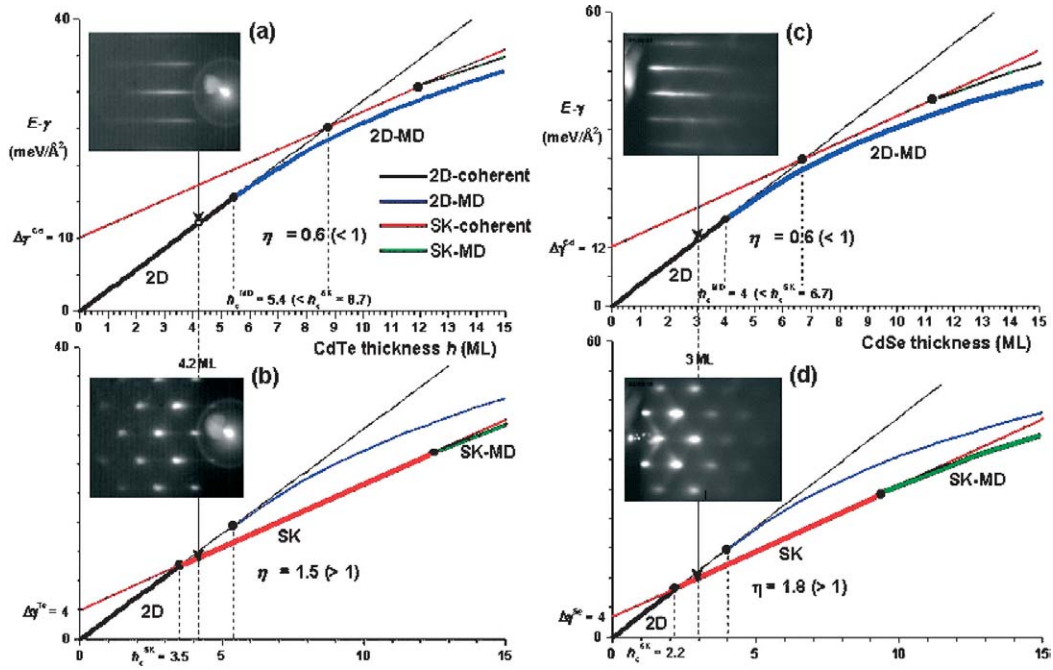 (a)
40
E-γ
(meV/Å²)
Δγ^Cd = 10
0
2D
2D-MD
2D-coherent
2D-MD
SK-coherent
SK-MD
η = 0.6 (< 1)
h_c^MD = 5.4 (< h_c^SK = 8.7)
0 1 2 3 4 5 6 7 8 9 10 11 12 13 14 15
CdTe thickness h (ML)
4.2 ML
(b)
40
Δγ^Te = 4
0
2D
SK
SK-MD
η = 1.5 (> 1)
0 5 10 15
h_c^SK = 3.5
(c)
60
E-γ
(meV/Å²)
Δγ^Cd = 12
0
2D
2D-MD
η = 0.6 (< 1)
h_c^MD = 4 (< h_c^SK = 6.7)
0 1 2 3 4 5 6 7 8 9 10 11 12 13 14 15
CdSe thickness (ML)
3 ML
(d)
60
Δγ^Se = 4
0
2D
SK
SK-MD
η = 1.8 (> 1)
0 5 10 15
h_c^SK = 2.2